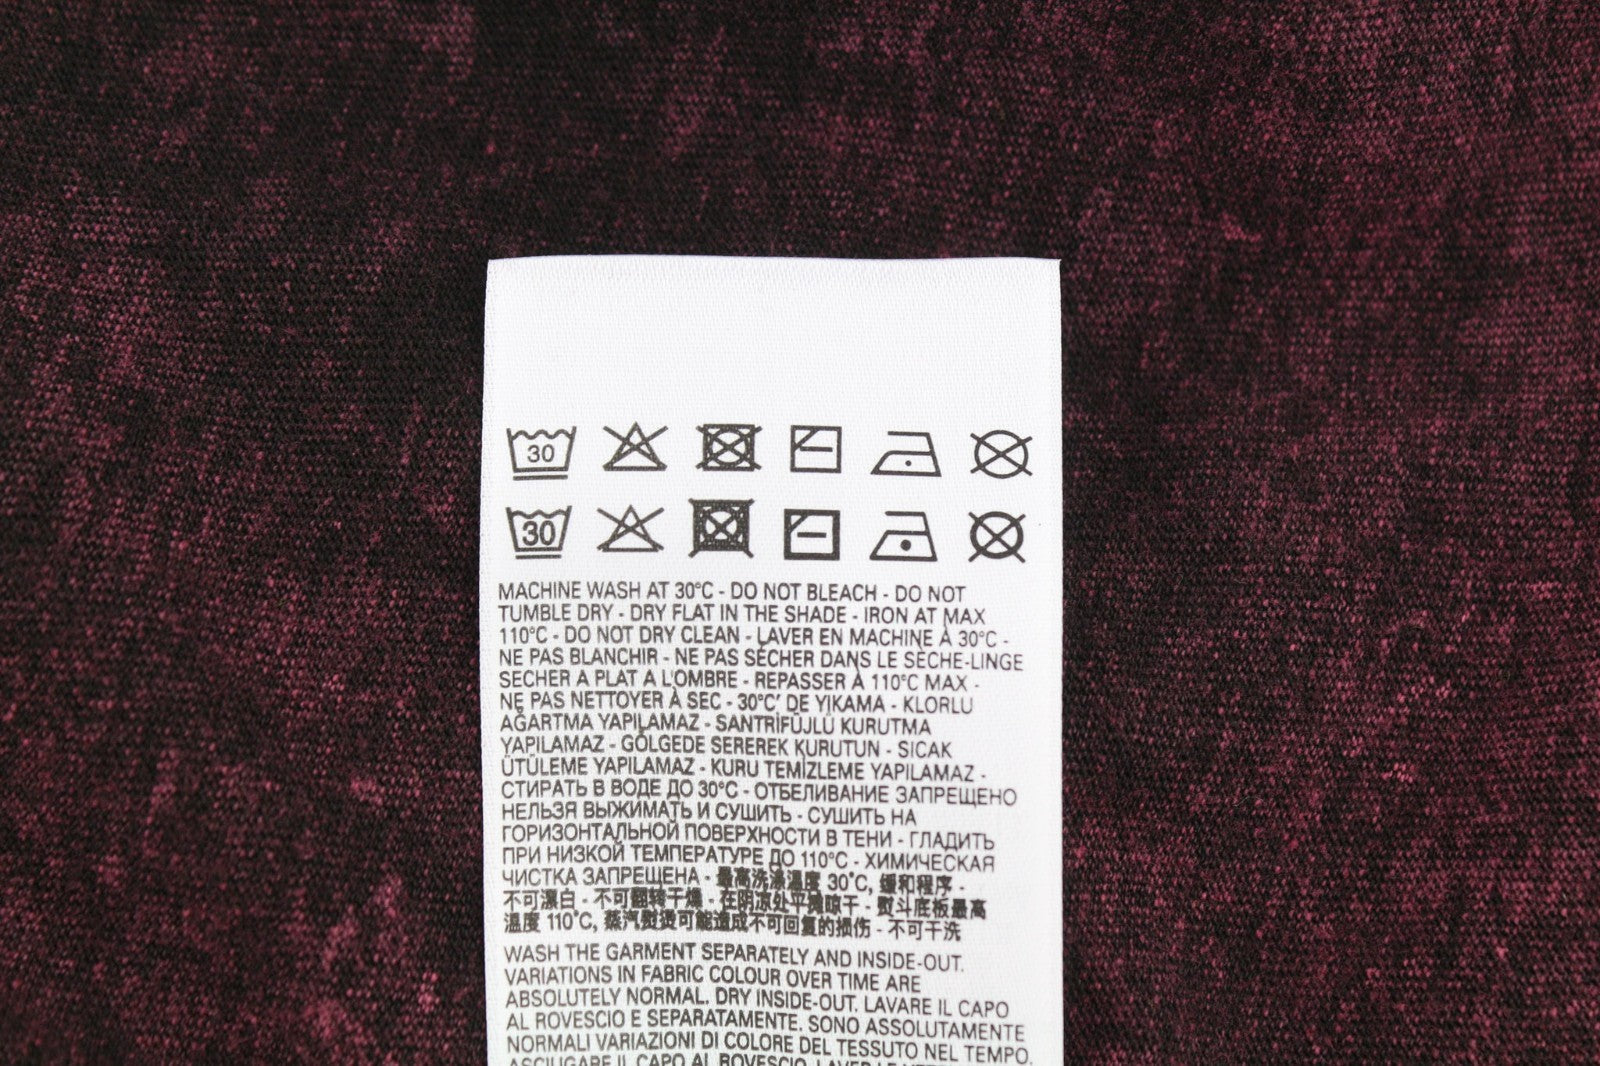 30
30
MACHINE WASH AT 30°C - DO NOT BLEACH - DO NOT
TUMBLE DRY - DRY FLAT IN THE SHADE - IRON AT MAX
110°C - DO NOT DRY CLEAN - LAVER EN MACHINE À 30°C -
NE PAS BLANCHIR - NE PAS SÉCHER DANS LE SÈCHE-LINGE
SECHER A PLAT A L'OMBRE - REPASSER À 110°C MAX -
NE PAS NETTOYER À SEC - 30°C' DE YIKAMA - KLORLU
AĞARTMA YAPILAMAZ - SANTRİFÜJLÜ KURUTMA
YAPILAMAZ - GÖLGEDE SEREREK KURUTUN - SICAK
ÜTÜLEME YAPILAMAZ - KURU TEMİZLEME YAPILAMAZ -
СТИРАТЬ В ВОДЕ ДО 30°C - ОТБЕЛИВАНИЕ ЗАПРЕЩЕНО
НЕЛЬЗЯ ВЫЖИМАТЬ И СУШИТЬ - СУШИТЬ НА
ГОРИЗОНТАЛЬНОЙ ПОВЕРХНОСТИ В ТЕНИ - ГЛАДИТЬ
ПРИ НИЗКОЙ ТЕМПЕРАТУРЕ ДО 110°C - ХИМИЧЕСКАЯ
ЧИСТКА ЗАПРЕЩЕНА - 最高洗涤温度 30°C, 缓和程序 -
不可漂白 - 不可翻转干燥 - 在阴凉处平摊晾干 - 熨斗底板最高
温度 110°C, 蒸汽熨烫可能造成不可回复的损伤 - 不可干洗
WASH THE GARMENT SEPARATELY AND INSIDE-OUT.
VARIATIONS IN FABRIC COLOUR OVER TIME ARE
ABSOLUTELY NORMAL. DRY INSIDE-OUT. LAVARE IL CAPO
AL ROVESCIO E SEPARATAMENTE. SONO ASSOLUTAMENTE
NORMALI VARIAZIONI DI COLORE DEL TESSUTO NEL TEMPO.
ASCIUGARE IL CAPO AL ROVESCIO. LAVER LE